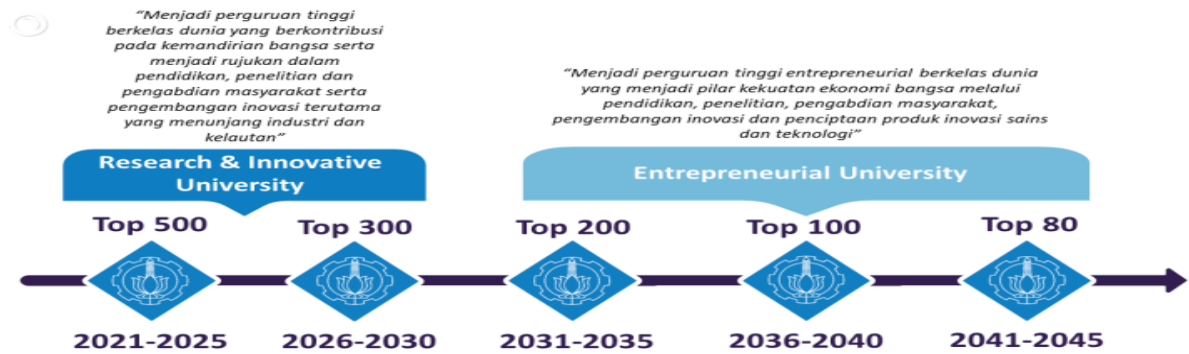 “Menjadi perguruan tinggi
berkelas dunia yang berkontribusi
pada kemandirian bangsa serta
menjadi rujukan dalam
pendidikan, penelitian dan
pengabdian masyarakat serta
pengembangan inovasi terutama
yang menunjang industri dan
kelautan”
“Menjadi perguruan tinggi entrepreneurial berkelas dunia
yang menjadi pilar kekuatan ekonomi bangsa melalui
pendidikan, penelitian, pengabdian masyarakat,
pengembangan inovasi dan penciptaan produk inovasi sains
dan teknologi”
Research & Innovative
University
Entrepreneurial University
Top 500
Top 300
Top 200
Top 100
Top 80
2021-2025
2026-2030
2031-2035
2036-2040
2041-2045